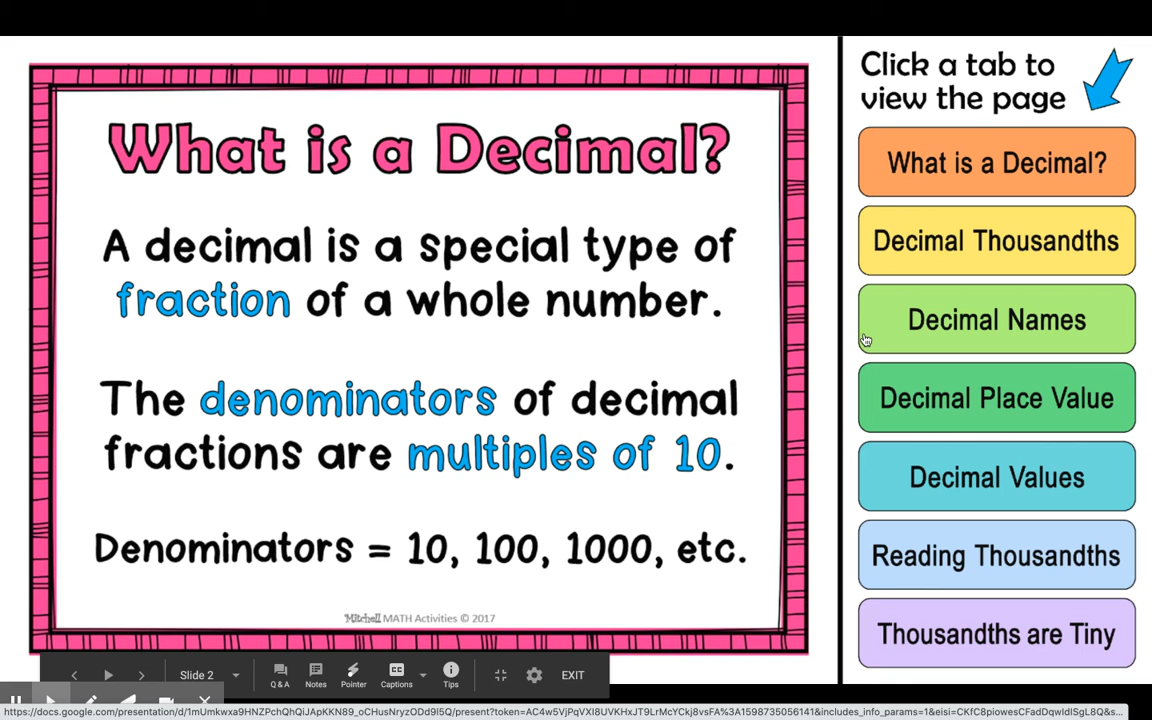 What is a Decimal?
A decimal is a special type of
fraction of a whole number.
The denominators of decimal
fractions are multiples of 10.
Denominators = 10, 100, 1000, etc.
Mitchell MATH Activities © 2017
Click a tab to
view the page
What is a Decimal?
Decimal Thousandths
Decimal Names
Decimal Place Value
Decimal Values
Reading Thousandths
Thousandths are Tiny
Slide 2
Q & A
Notes
Pointer
Captions
Tips
EXIT